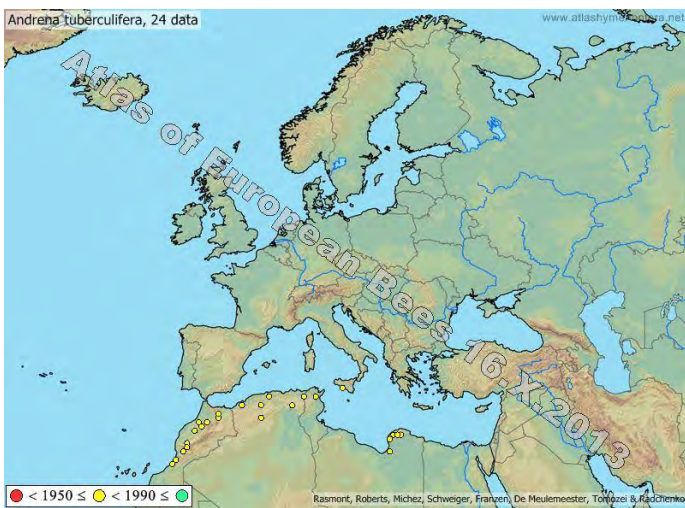 Andrena tuberculifera, 24 data
www.atlashymenoptera.net
Atlas of European Bees 16.X.2013
< 1950 ≤ < 1990 ≤
Rasmont, Roberts, Michez, Schweiger, Franzen, De Meulemeester, Tomozei & Radchenko